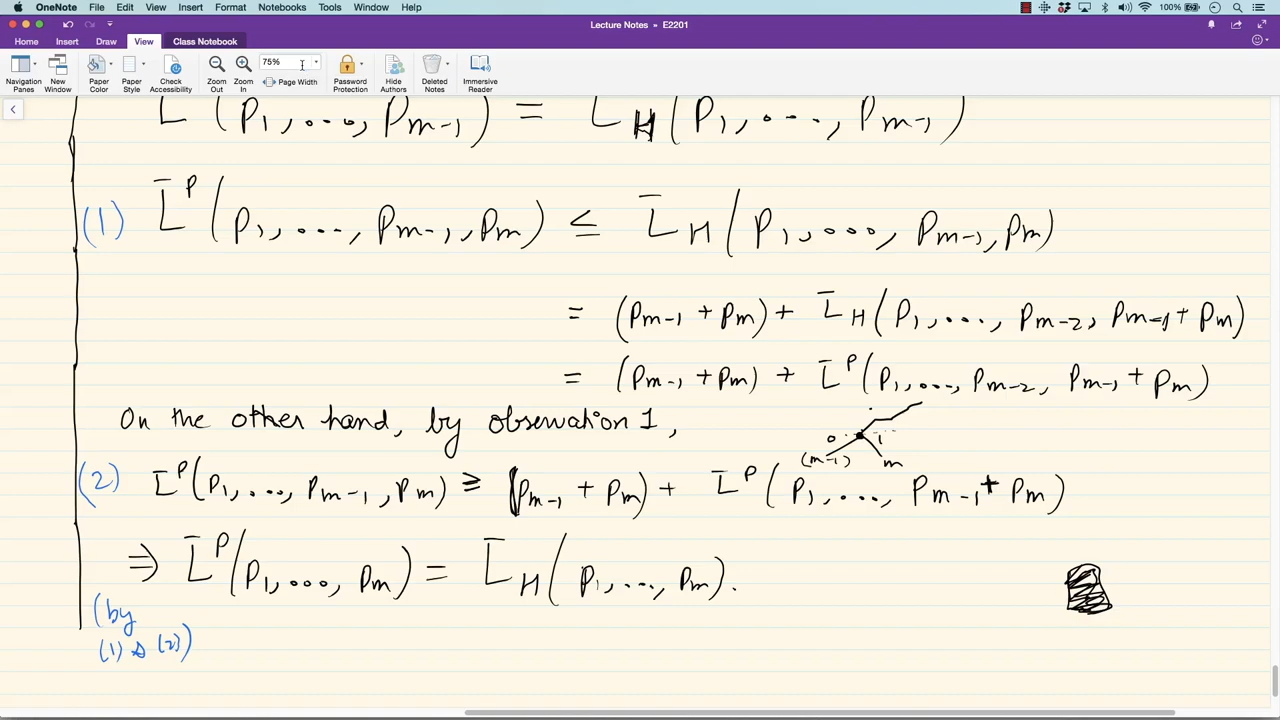 OneNote File Edit View Insert Format Notebooks Tools Window Help 100%
Lecture Notes » E2201
Home Insert Draw View Class Notebook
75%
Navigation Panes New Window Paper Color Paper Style Check Accessibility Zoom Out Zoom In Page Width Password Protection Hide Authors Deleted Notes Immersive Reader
L̄ (P1, ..., Pm-1) = L̄H (P1, ..., Pm-1)
(1) L̄^P (P1, ..., Pm-1, Pm) ≤ L̄H (P1, ..., Pm-1, Pm)
= (Pm-1 + Pm) + L̄H (P1, ..., Pm-2, Pm-1 + Pm)
= (Pm-1 + Pm) + L̄^P (P1, ..., Pm-2, Pm-1 + Pm)
On the other hand, by observation 1,
0 1
(m-1) m
(2) L̄^P (P1, ..., Pm-1, Pm) ≥ (Pm-1 + Pm) + L̄^P (P1, ..., Pm-1 + Pm)
⇒ L̄^P (P1, ..., Pm) = L̄H (P1, ..., Pm).
(by
(1) & (2))